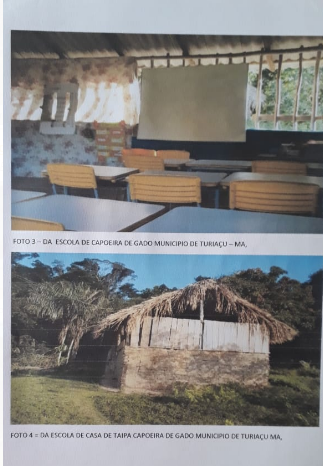 FOTO 3 – DA ESCOLA DE CAPOEIRA DE GADO MUNICIPIO DE TURIAÇU – MA,
FOTO 4 = DA ESCOLA DE CASA DE TAIPA CAPOEIRA DE GADO MUNICIPIO DE TURIAÇU MA,